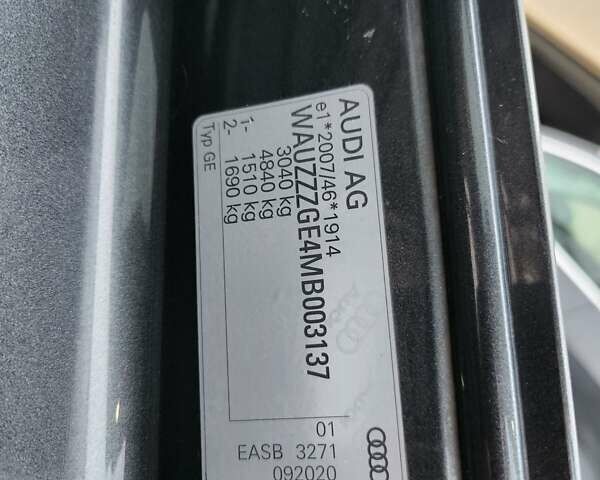 AUDI AG
e1*2007/46*1914
WAUZZZGE4MB003137
3040 kg
4840 kg
1- 1510 kg
2- 1690 kg
Typ GE
01
EASB 3271
092020